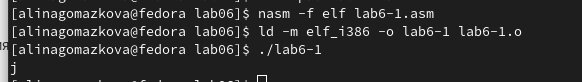 [alinagomazkova@fedora lab06]$ nasm -f elf lab6-1.asm
[alinagomazkova@fedora lab06]$ ld -m elf_i386 -o lab6-1 lab6-1.o
[alinagomazkova@fedora lab06]$ ./lab6-1
j